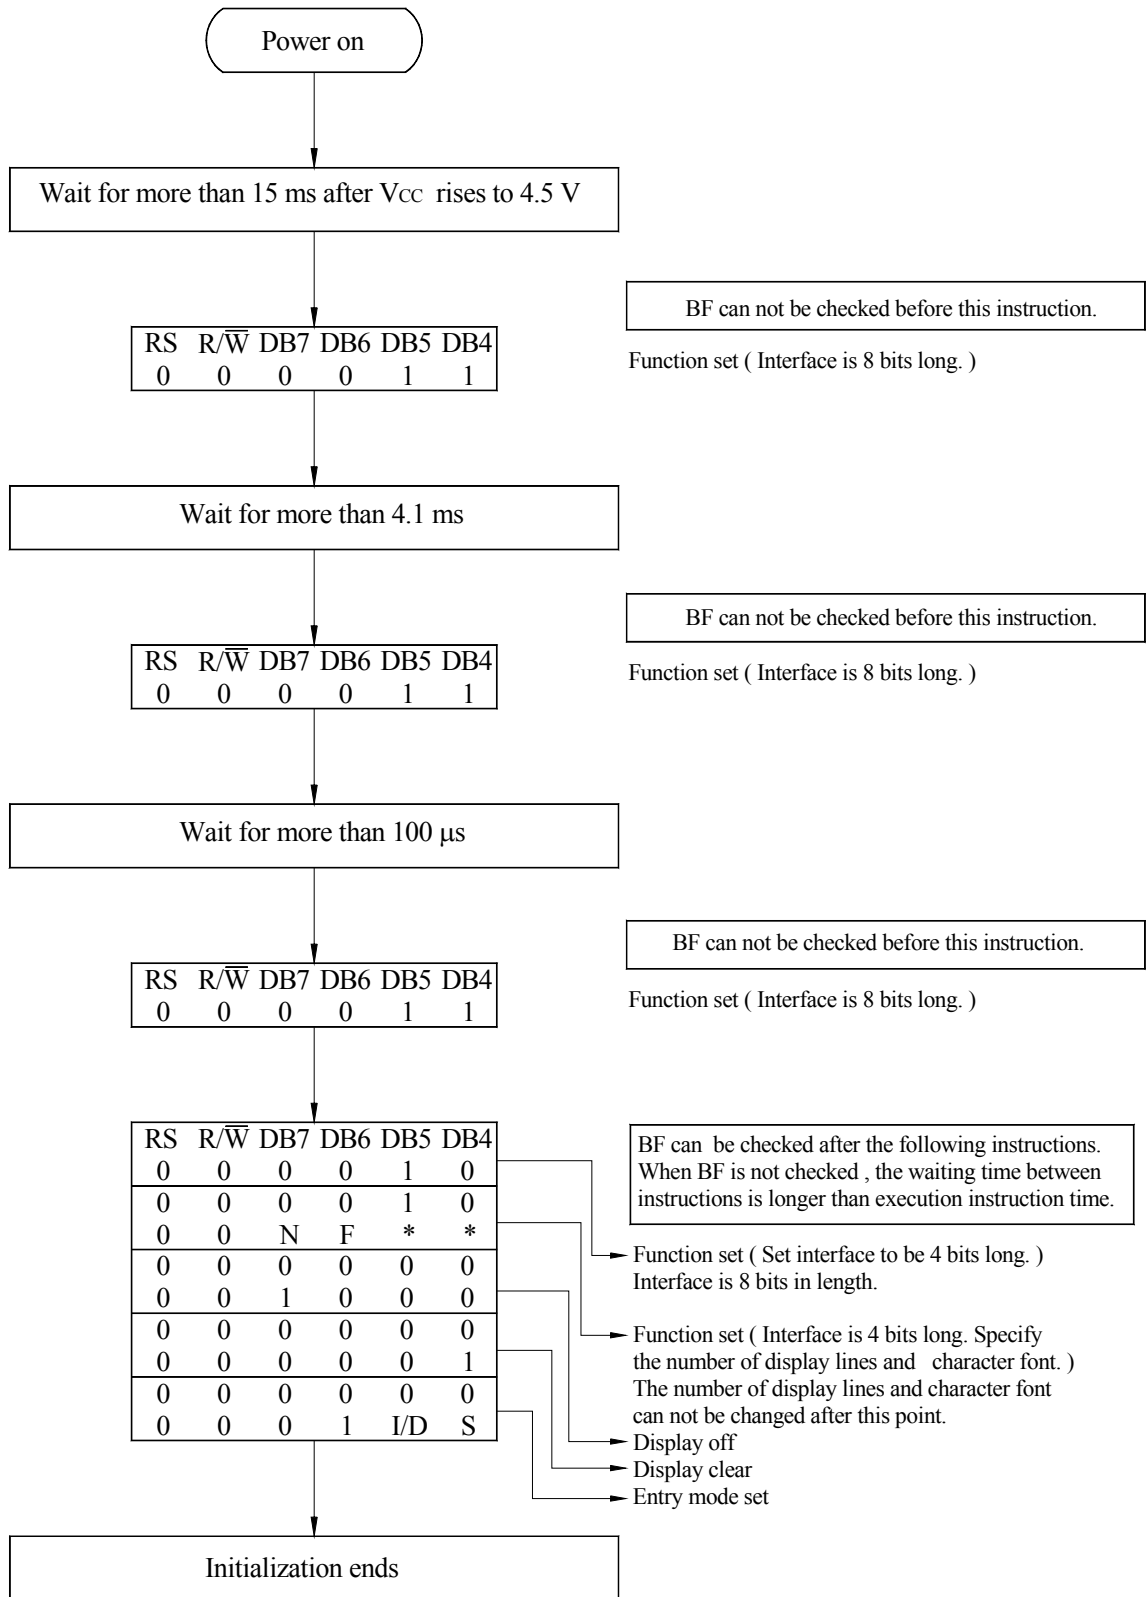 Power on
Wait for more than 15 ms after VCC rises to 4.5 V
BF can not be checked before this instruction.
RS R/W̅ DB7 DB6 DB5 DB4
0 0 0 0 1 1
Function set ( Interface is 8 bits long. )
Wait for more than 4.1 ms
BF can not be checked before this instruction.
RS R/W̅ DB7 DB6 DB5 DB4
0 0 0 0 1 1
Function set ( Interface is 8 bits long. )
Wait for more than 100 µs
BF can not be checked before this instruction.
RS R/W̅ DB7 DB6 DB5 DB4
0 0 0 0 1 1
Function set ( Interface is 8 bits long. )
RS R/W̅ DB7 DB6 DB5 DB4
0 0 0 0 1 0
0 0 0 0 1 0
0 0 N F * *
0 0 0 0 0 0
0 0 1 0 0 0
0 0 0 0 0 0
0 0 0 0 0 1
0 0 0 0 0 0
0 0 0 1 I/D S
BF can be checked after the following instructions.
When BF is not checked , the waiting time between
instructions is longer than execution instruction time.
Function set ( Set interface to be 4 bits long. )
Interface is 8 bits in length.
Function set ( Interface is 4 bits long. Specify
the number of display lines and character font. )
The number of display lines and character font
can not be changed after this point.
Display off
Display clear
Entry mode set
Initialization ends